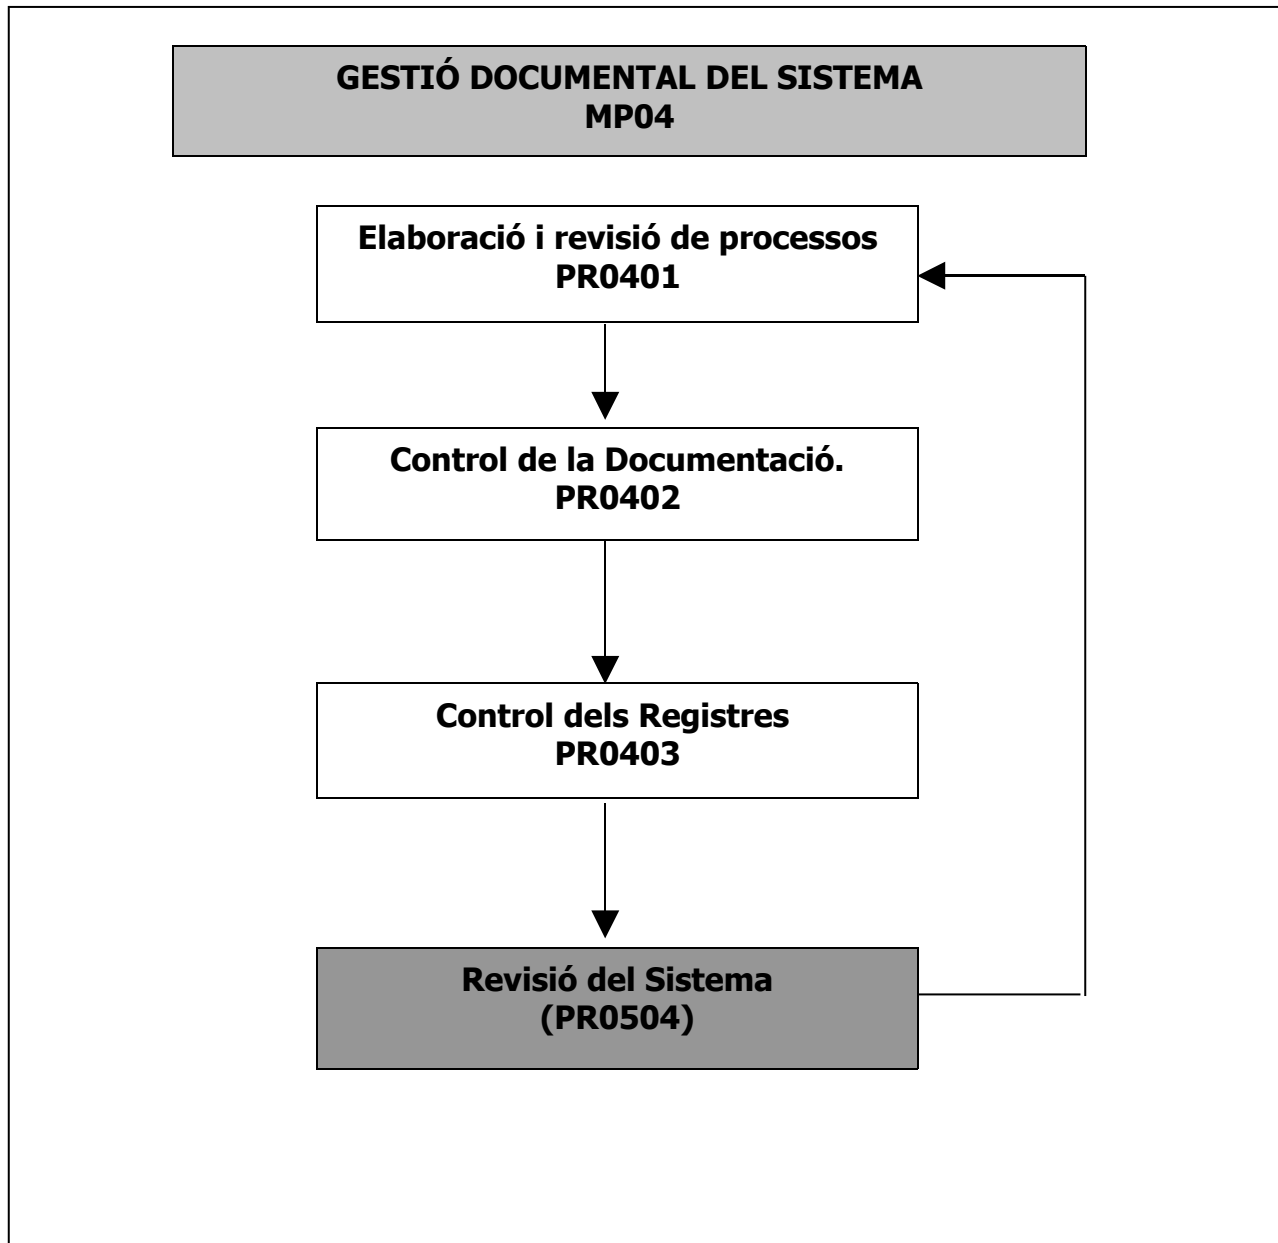 GESTIÓ DOCUMENTAL DEL SISTEMA
MP04
Elaboració i revisió de processos
PR0401
Control de la Documentació.
PR0402
Control dels Registres
PR0403
Revisió del Sistema
(PR0504)